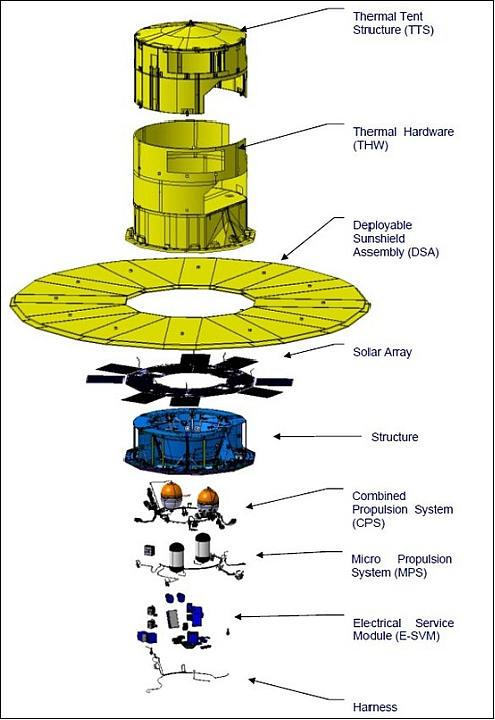 Thermal Tent
Structure (TTS)
Thermal Hardware
(THW)
Deployable
Sunshield
Assembly (DSA)
Solar Array
Structure
Combined
Propulsion System
(CPS)
Micro Propulsion
System (MPS)
Electrical Service
Module (E-SVM)
Harness